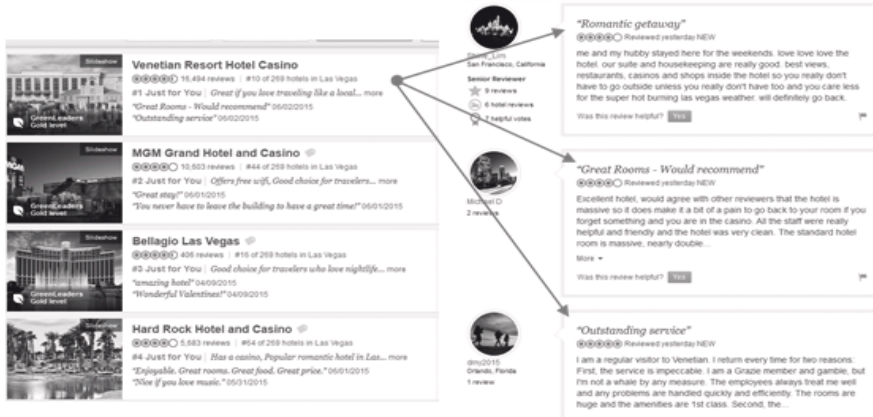 Slideshow
GreenLeaders
Gold level
Venetian Resort Hotel Casino
16,494 reviews | #10 of 269 hotels in Las Vegas
#1 Just for You | Great if you love traveling like a local... more
"Great Rooms - Would recommend" 06/02/2015
"Outstanding service" 06/02/2015
Slideshow
MGM Grand Hotel and Casino
10,603 reviews | #44 of 269 hotels in Las Vegas
#2 Just for You | Offers free wifi, Good choice for travelers... more
"Great stay!" 06/01/2015
"You never have to leave the building to have a great time!" 06/01/2015
Slideshow
GreenLeaders
Gold level
Bellagio Las Vegas
406 reviews | #16 of 269 hotels in Las Vegas
#3 Just for You | Good choice for travelers who love nightlife... more
"amazing hotel" 04/09/2015
"Wonderful Valentines!" 04/09/2015
Slideshow
Hard Rock Hotel and Casino
5,683 reviews | #64 of 269 hotels in Las Vegas
#4 Just for You | Has a casino, Popular romantic hotel in Las... more
"Enjoyable. Great rooms. Great food. Great price." 06/01/2015
"Nice if you love music." 05/31/2015
San Francisco, California
Senior Reviewer
9 reviews
6 hotel reviews
7 helpful votes
"Romantic getaway"
Reviewed yesterday NEW
me and my hubby stayed here for the weekends. love love love the
hotel. our suite and housekeeping are really good. best views,
restaurants, casinos and shops inside the hotel so you really don't
have to go outside unless you really don't have too and you care less
for the super hot burning las vegas weather. will definitely go back.
Was this review helpful? Yes
Michael D
2 reviews
"Great Rooms - Would recommend"
Reviewed yesterday NEW
Excellent hotel, would agree with other reviewers that the hotel is
massive so it does make it a bit of a pain to go back to your room if you
forget something and you are in the casino. All the staff were really
helpful and friendly and the hotel was very clean. The standard hotel
room is massive, nearly double...
More
Was this review helpful? Yes
Orlando, Florida
1 review
"Outstanding service"
Reviewed yesterday NEW
I am a regular visitor to Venetian. I return every time for two reasons:
First, the service is impeccable. I am a Grazie member and gamble, but
I'm not a whale by any measure. The employees always treat me well
and any problems are handled quickly and efficiently. The rooms are
huge and the amenities are 1st class. Second, the...